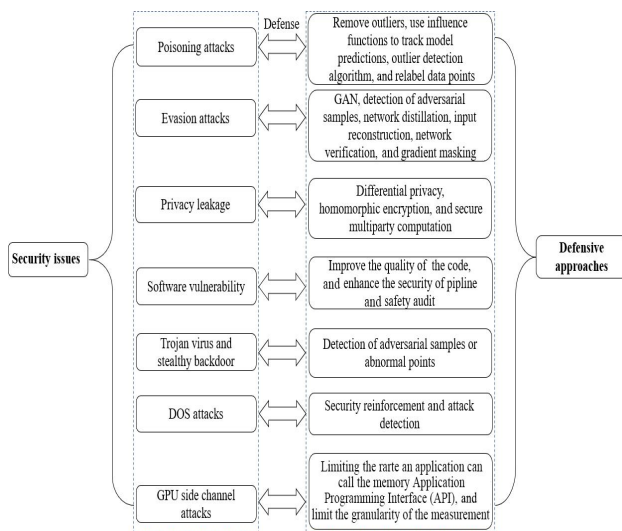 Defense
Poisoning attacks
Remove outliers, use influence
functions to track model
predictions, outlier detection
algorithm, and relabel data points
Evasion attacks
GAN, detection of adversarial
samples, network distillation, input
reconstruction, network
verification, and gradient masking
Privacy leakage
Differential privacy,
homomorphic encryption, and secure
multiparty computation
Security issues
Defensive
approaches
Software vulnerability
Improve the quality of the code,
and enhance the security of pipline
and safety audit
Trojan virus and
stealthy backdoor
Detection of adversarial samples or
abnormal points
DOS attacks
Security reinforcement and attack
detection
GPU side channel
attacks
Limiting the rarte an application can
call the memory Application
Programming Interface (API), and
limit the granularity of the measurement